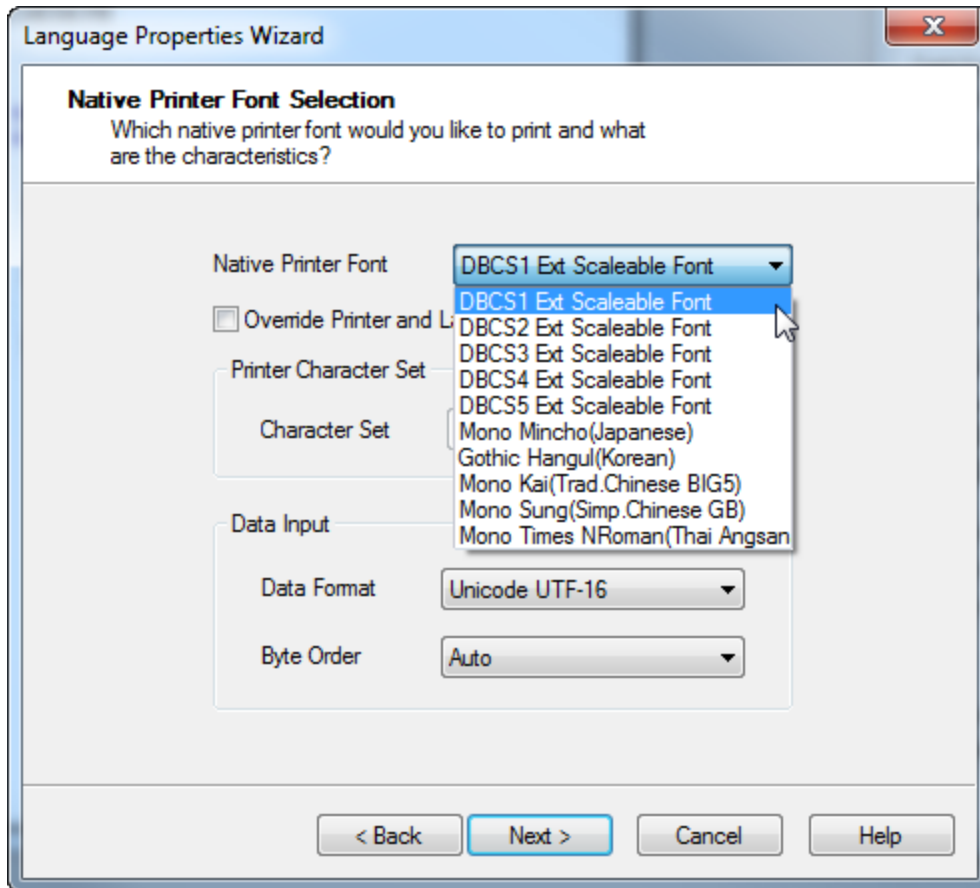 Language Properties Wizard
Native Printer Font Selection
Which native printer font would you like to print and what
are the characteristics?
Native Printer Font
DBCS1 Ext Scaleable Font
DBCS1 Ext Scaleable Font
Override Printer and
DBCS2 Ext Scaleable Font
DBCS3 Ext Scaleable Font
Printer Character Set
DBCS4 Ext Scaleable Font
DBCS5 Ext Scaleable Font
Character Set
Mono Mincho(Japanese)
Gothic Hangul(Korean)
Mono Kai(Trad.Chinese BIG5)
Mono Sung(Simp.Chinese GB)
Data Input
Mono Times NRoman(Thai Angsan
Data Format
Unicode UTF-16
Byte Order
Auto
< Back
Next >
Cancel
Help